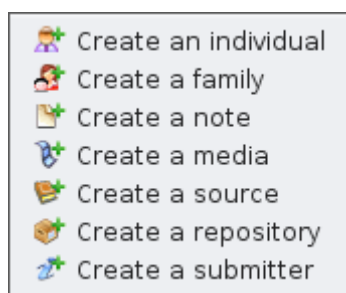 Create an individual
Create a family
Create a note
Create a media
Create a source
Create a repository
Create a submitter